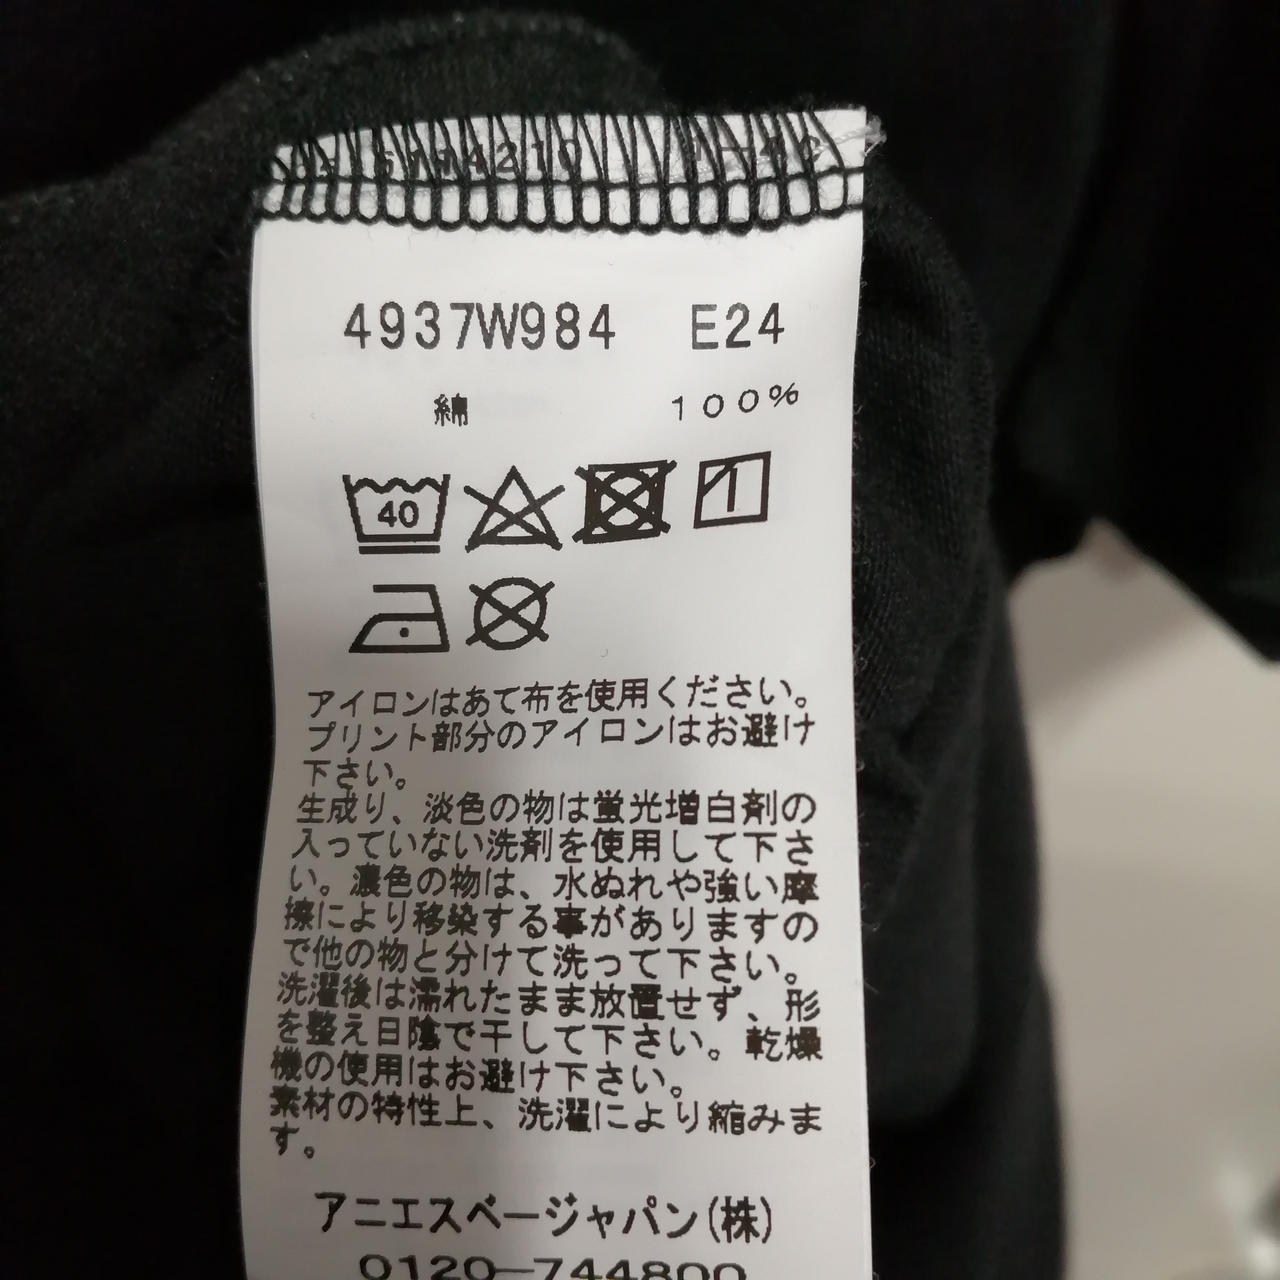 4937W984 E24
綿 100%
40
アイロンはあて布を使用ください。
プリント部分のアイロンはお避け
下さい。
生成り、淡色の物は蛍光増白剤の
入っていない洗剤を使用して下さ
い。濃色の物は、水ぬれや強い摩
擦により移染する事がありますの
で他の物と分けて洗って下さい。
洗濯後は濡れたまま放置せず、形
を整え日陰で干して下さい。乾燥
機の使用はお避け下さい。
素材の特性上、洗濯により縮みま
す。
アニエスベージャパン(株)
0120-744800